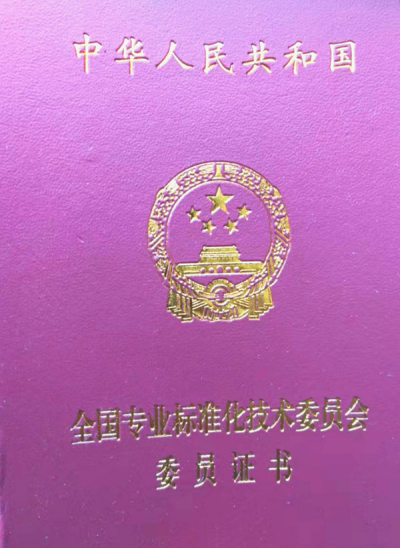 中华人民共和国
全国专业标准化技术委员会
委员证书